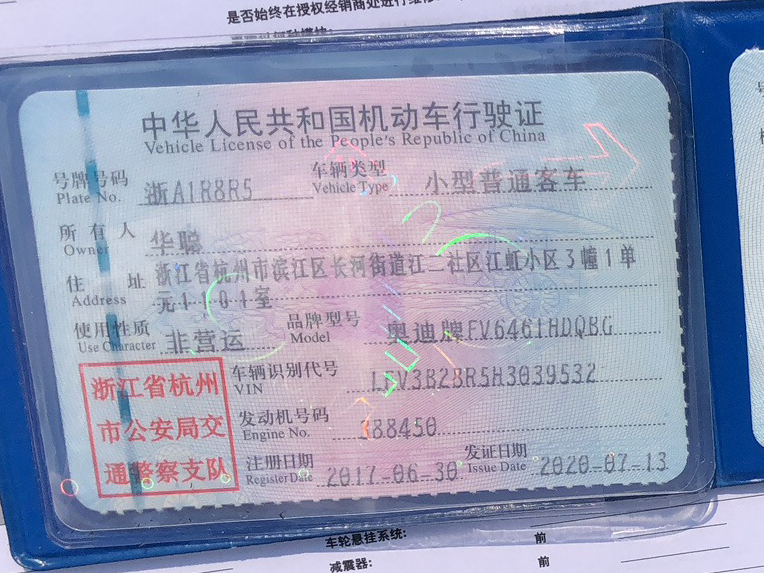 是否始终在授权经销商处进行维修
中华人民共和国机动车行驶证
Vehicle License of the People's Republic of China
号牌号码 浙A1R8R5 车辆类型 小型普通客车
Plate No. Vehicle Type
所有人 华聪
Owner
住址 浙江省杭州市滨江区长河街道江二社区江虹小区3幢1单
Address 元1101室
使用性质 非营运 品牌型号 奥迪牌FV6461HDQBG
Use Character Model
浙江省杭州 车辆识别代号 LFV3B28R5H3039532
VIN
市公安局交 发动机号码 388450
Engine No.
通警察支队 注册日期 2017-06-30 发证日期 2020-07-13
Register Date Issue Date
车轮悬挂系统: 前
减震器: 前